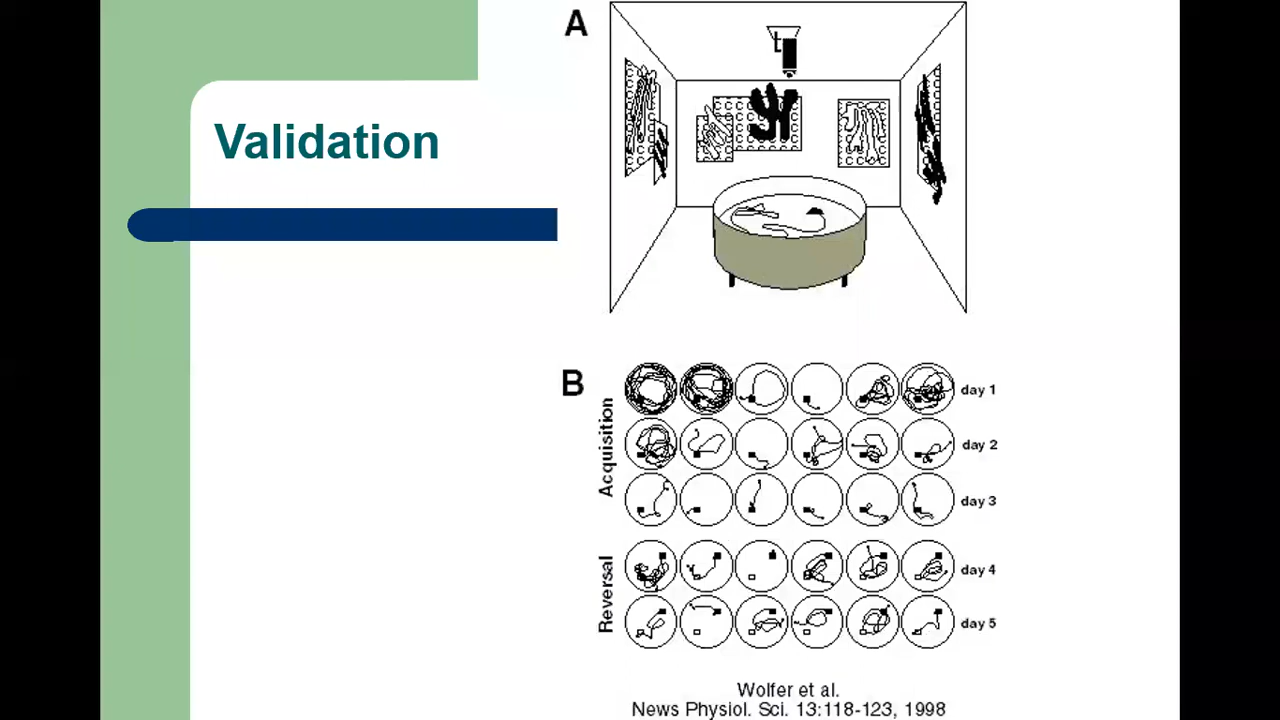 Validation
A
B
Acquisition
day 1
day 2
day 3
Reversal
day 4
day 5
Wolfer et al.
News Physiol. Sci. 13:118-123, 1998